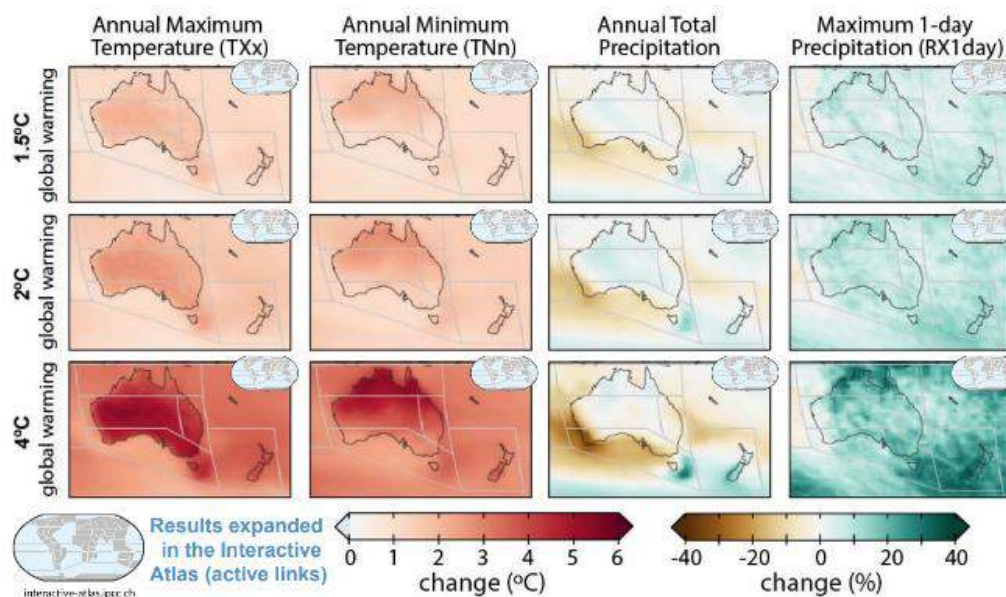 Annual Maximum
Temperature (TXx)
Annual Minimum
Temperature (TNn)
Annual Total
Precipitation
Maximum 1-day
Precipitation (RX1day)
1.5ºC
global warming
2ºC
global warming
4ºC
global warming
Results expanded
in the Interactive
Atlas (active links)
interactive-atlas.ipcc.ch
0 1 2 3 4 5 6
change (ºC)
-40 -20 0 20 40
change (%)